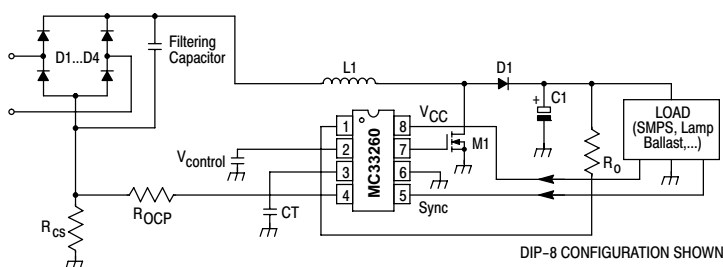 D1...D4
Filtering
Capacitor
L1
D1
+
C1
LOAD
(SMPS, Lamp
Ballast,...)
VCC
M1
Ro
Vcontrol
1
2
3
4
MC33260
8
7
6
5
Sync
ROCP
CT
Rcs
DIP-8 CONFIGURATION SHOWN